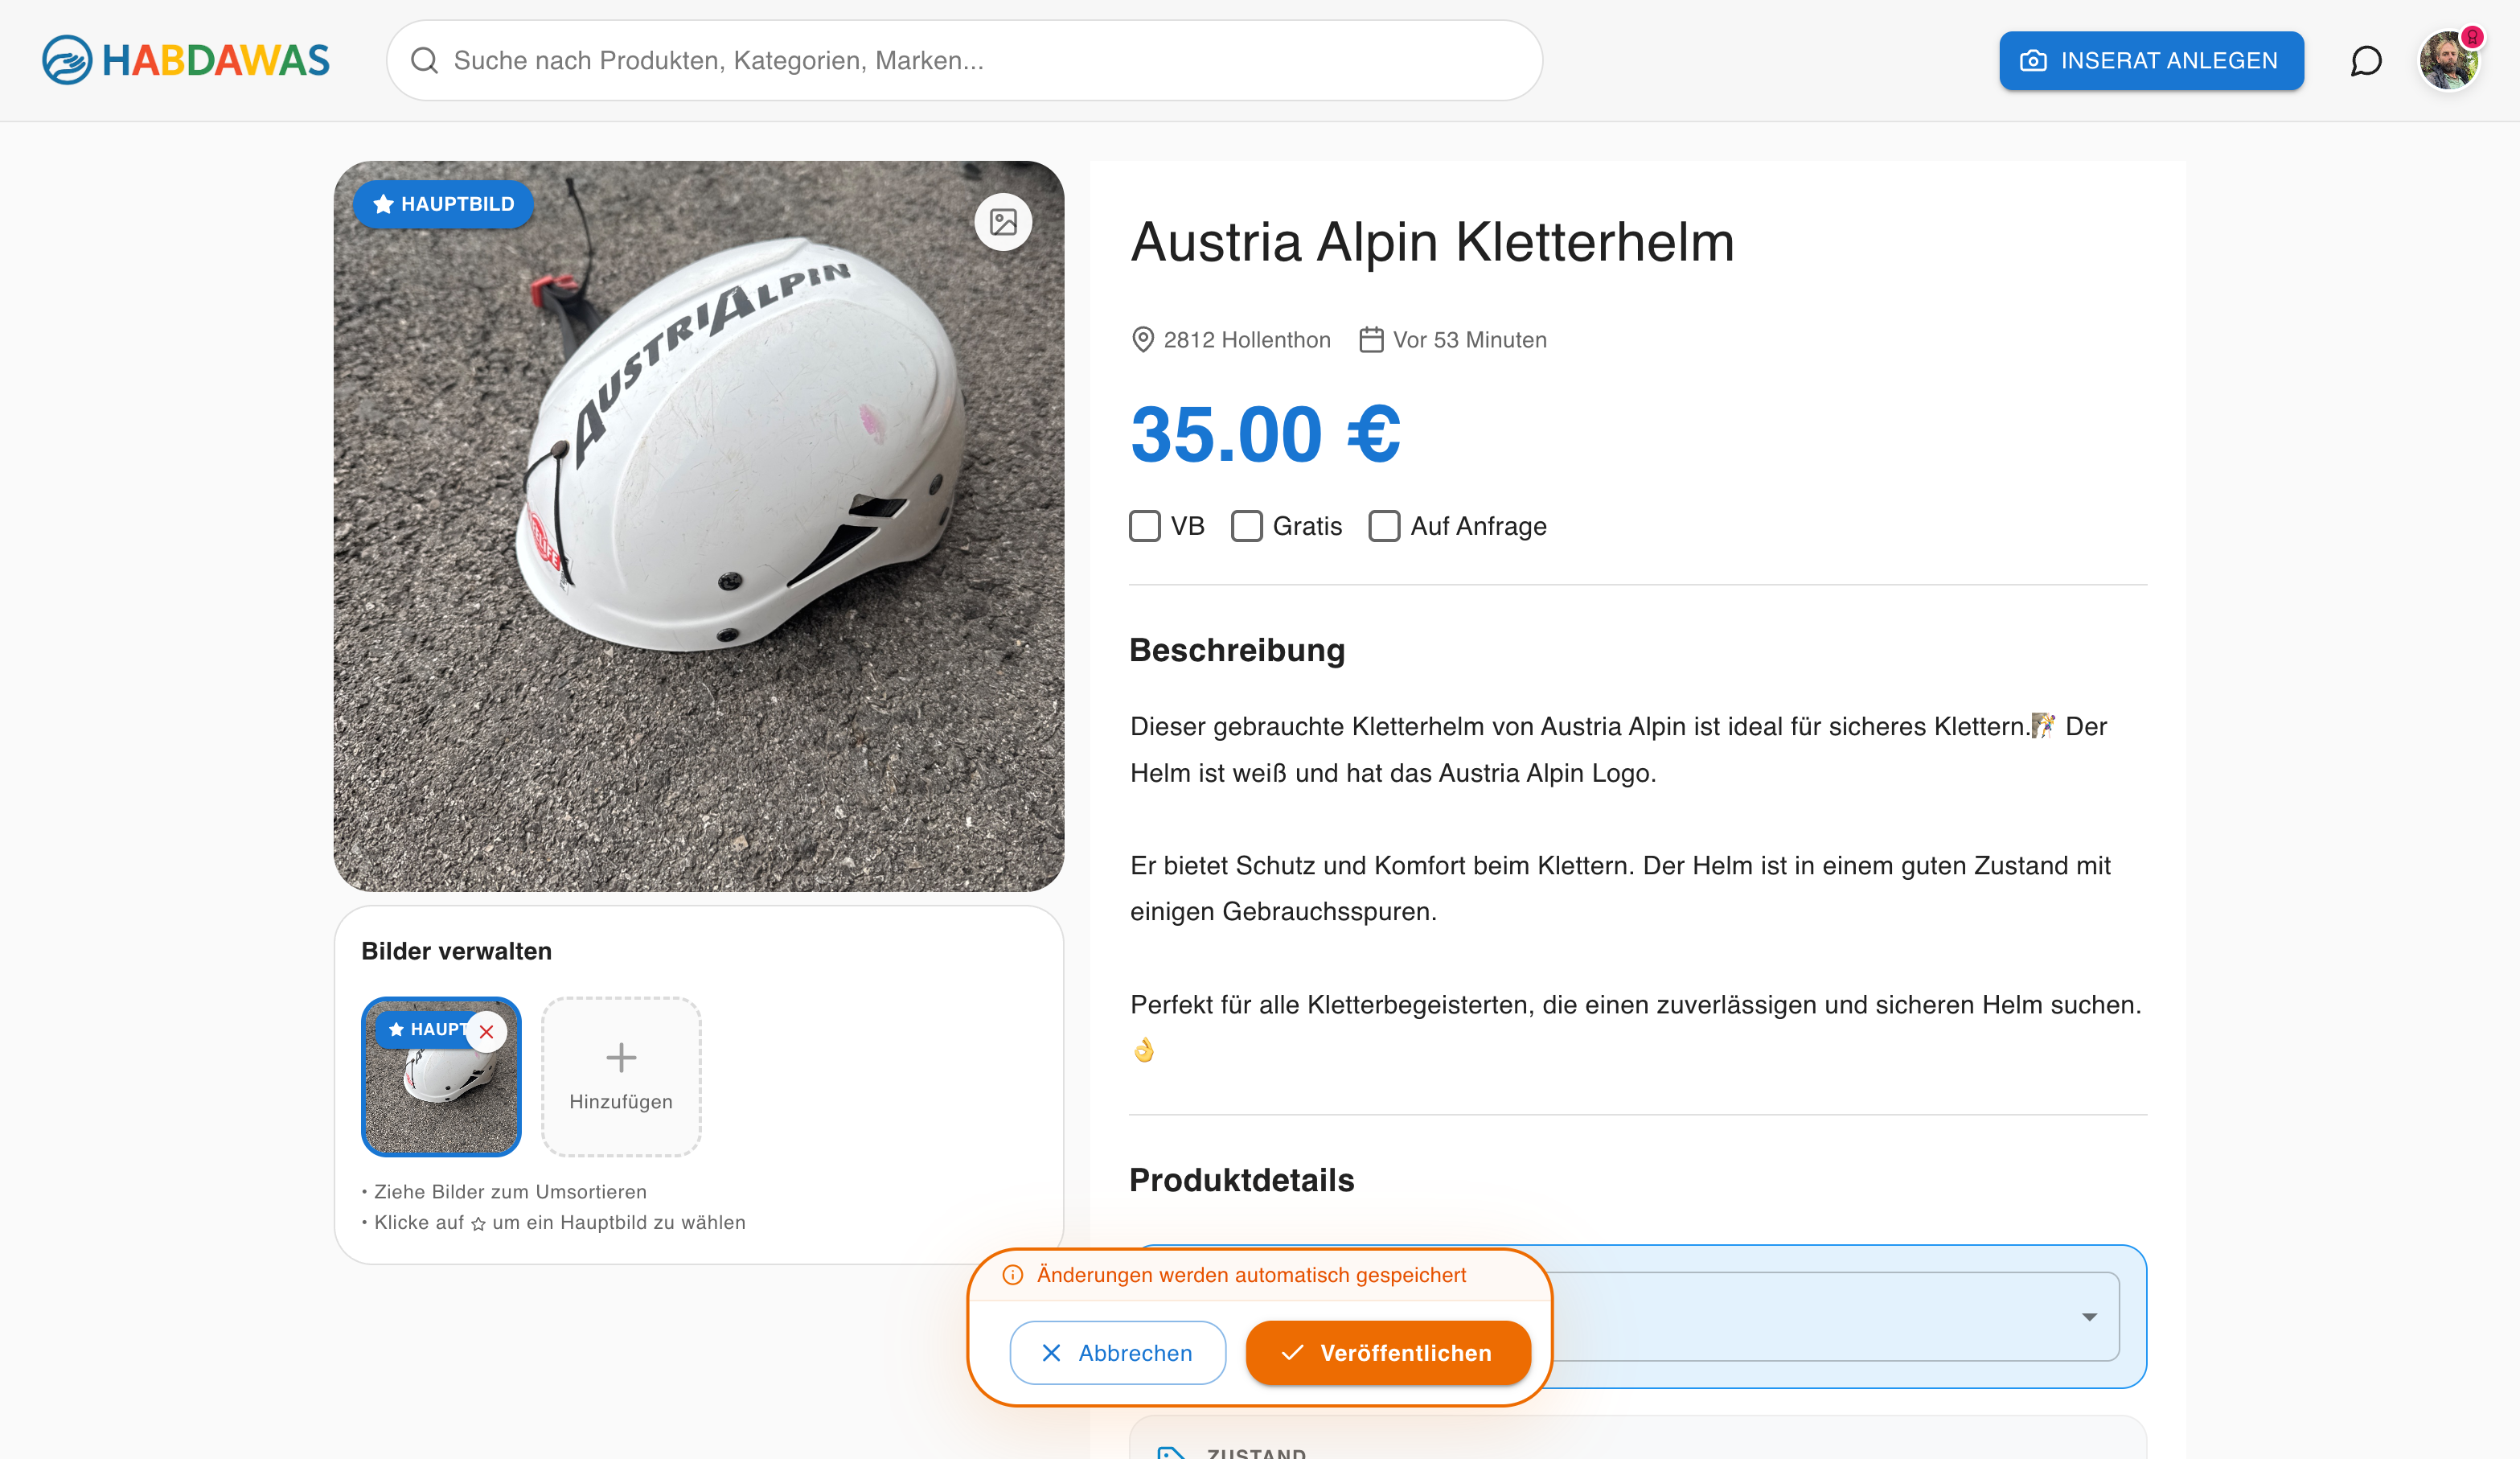 HABDAWAS
Suche nach Produkten, Kategorien, Marken...
INSERAT ANLEGEN
HAUPTBILD
AUSTRIALPIN
Austria Alpin Kletterhelm
2812 Hollenthon
Vor 53 Minuten
35.00 €
VB
Gratis
Auf Anfrage
Beschreibung
Dieser gebrauchte Kletterhelm von Austria Alpin ist ideal für sicheres Klettern.🧗 Der
Helm ist weiß und hat das Austria Alpin Logo.
Er bietet Schutz und Komfort beim Klettern. Der Helm ist in einem guten Zustand mit
einigen Gebrauchsspuren.
Perfekt für alle Kletterbegeisterten, die einen zuverlässigen und sicheren Helm suchen.
👌
Bilder verwalten
HAUPT
Hinzufügen
• Ziehe Bilder zum Umsortieren
• Klicke auf ☆ um ein Hauptbild zu wählen
Produktdetails
Änderungen werden automatisch gespeichert
Abbrechen
Veröffentlichen
ZUSTAND